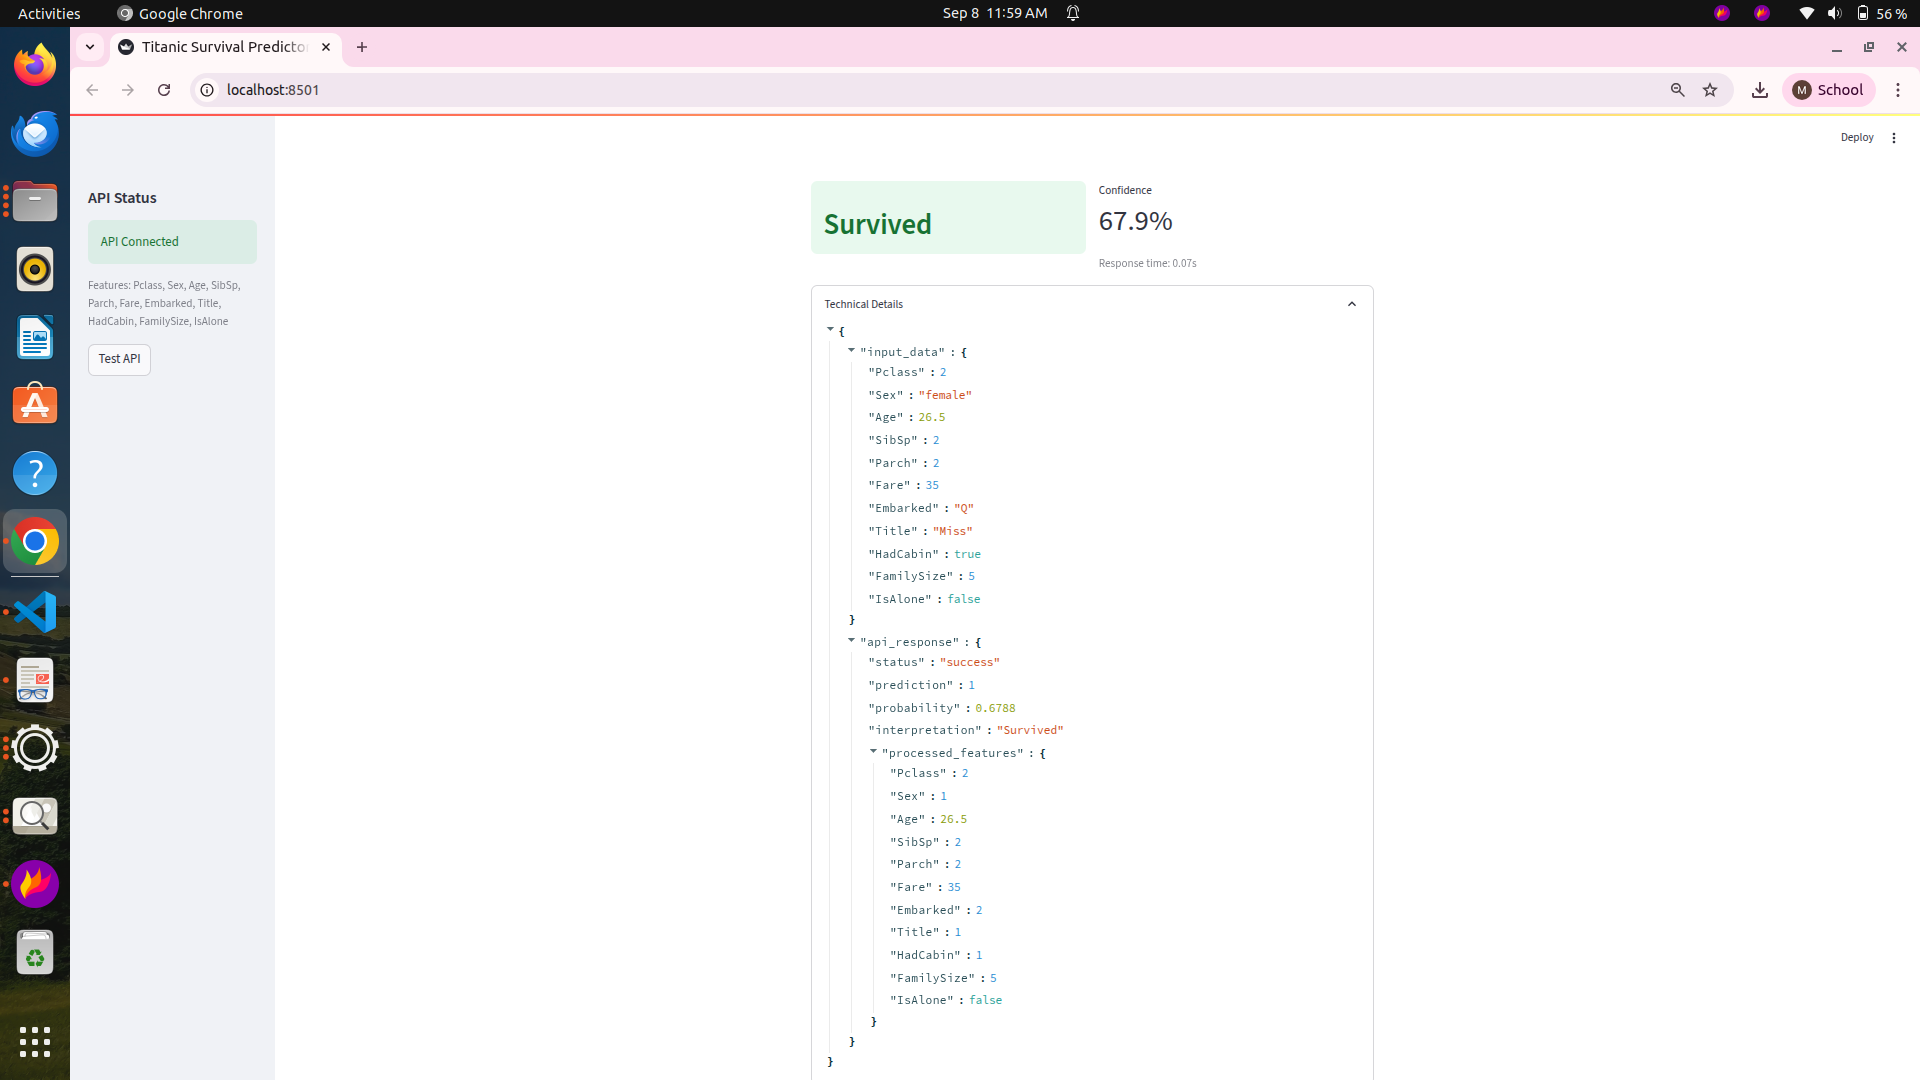 Activities
Google Chrome
Sep 8 11:59 AM
56 %
Titanic Survival Predicto
localhost:8501
M
School
Deploy
API Status
API Connected
Features: Pclass, Sex, Age, SibSp,
Parch, Fare, Embarked, Title,
HadCabin, FamilySize, IsAlone
Test API
Survived
Confidence
67.9%
Response time: 0.07s
Technical Details
{
"input_data" : {
"Pclass" : 2
"Sex" : "female"
"Age" : 26.5
"SibSp" : 2
"Parch" : 2
"Fare" : 35
"Embarked" : "Q"
"Title" : "Miss"
"HadCabin" : true
"FamilySize" : 5
"IsAlone" : false
}
"api_response" : {
"status" : "success"
"prediction" : 1
"probability" : 0.6788
"interpretation" : "Survived"
"processed_features" : {
"Pclass" : 2
"Sex" : 1
"Age" : 26.5
"SibSp" : 2
"Parch" : 2
"Fare" : 35
"Embarked" : 2
"Title" : 1
"HadCabin" : 1
"FamilySize" : 5
"IsAlone" : false
}
}
}